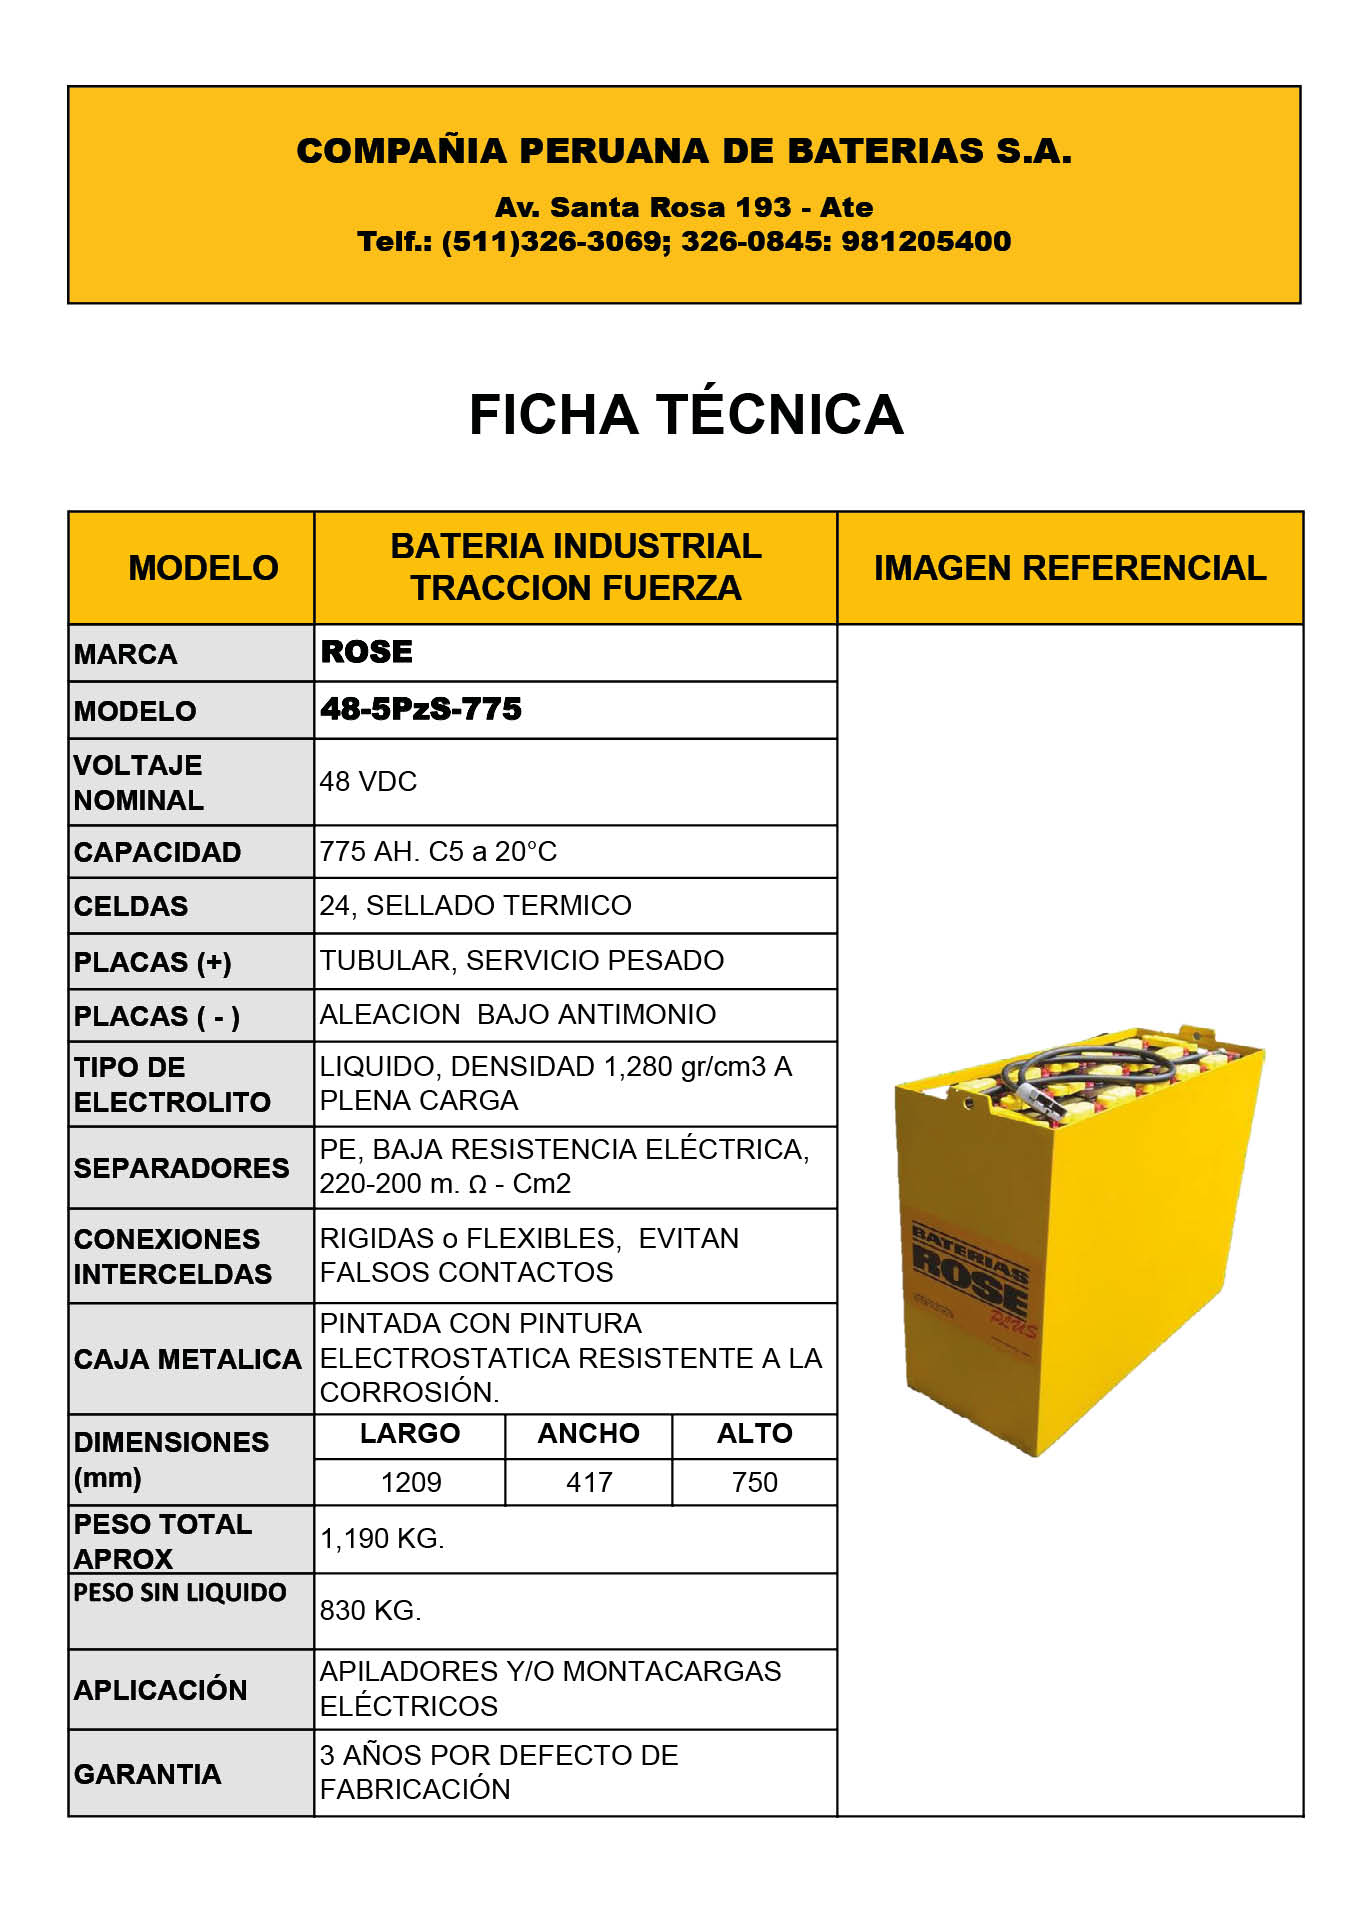 COMPAÑIA PERUANA DE BATERIAS S.A.
Av. Santa Rosa 193 - Ate
Telf.: (511)326-3069; 326-0845: 981205400
FICHA TÉCNICA
MODELO
BATERIA INDUSTRIAL
TRACCION FUERZA
IMAGEN REFERENCIAL
MARCA
ROSE
MODELO
48-5PzS-775
VOLTAJE
NOMINAL
48 VDC
CAPACIDAD
775 AH. C5 a 20°C
CELDAS
24, SELLADO TERMICO
PLACAS (+)
TUBULAR, SERVICIO PESADO
PLACAS ( - )
ALEACION  BAJO ANTIMONIO
TIPO DE
ELECTROLITO
LIQUIDO, DENSIDAD 1,280 gr/cm3 A
PLENA CARGA
SEPARADORES
PE, BAJA RESISTENCIA ELÉCTRICA,
220-200 m. Ω - Cm2
CONEXIONES
INTERCELDAS
RIGIDAS o FLEXIBLES,  EVITAN
FALSOS CONTACTOS
CAJA METALICA
PINTADA CON PINTURA
ELECTROSTATICA RESISTENTE A LA
CORROSIÓN.
DIMENSIONES
(mm)
LARGO ANCHO ALTO
1209 417 750
PESO TOTAL
APROX
1,190 KG.
PESO SIN LIQUIDO
830 KG.
APLICACIÓN
APILADORES Y/O MONTACARGAS
ELÉCTRICOS
GARANTIA
3 AÑOS POR DEFECTO DE
FABRICACIÓN
BATERIAS
ROSE
PLUS